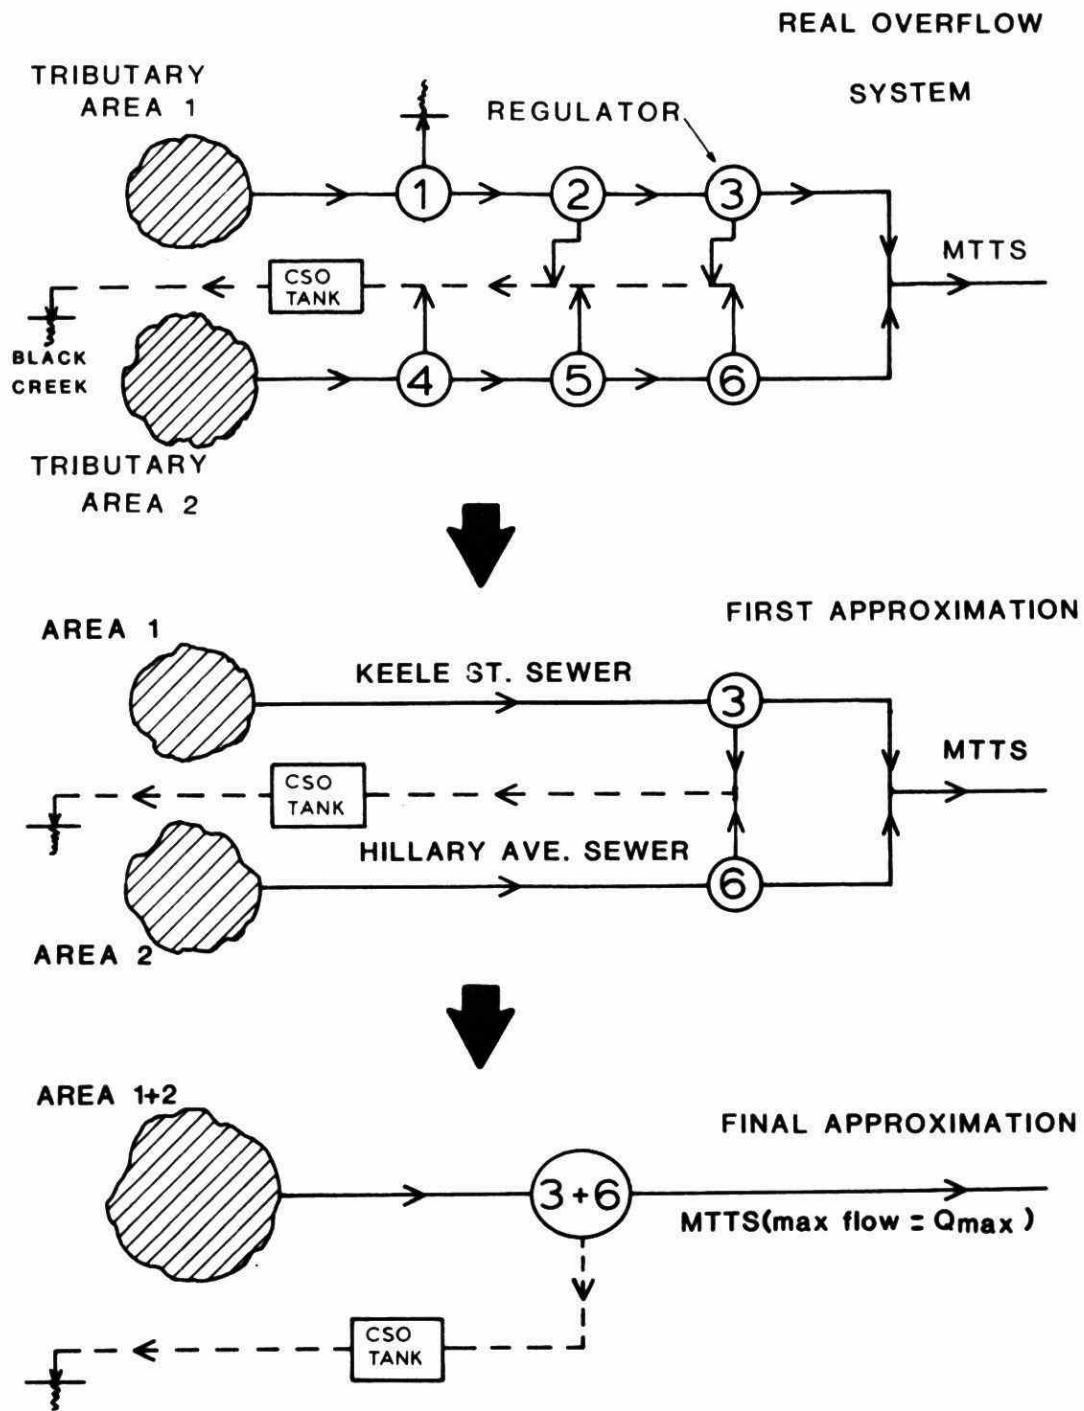 REAL OVERFLOW
SYSTEM
TRIBUTARY
AREA 1
REGULATOR
1
2
3
MTTS
CSO
TANK
BLACK
CREEK
4
5
6
TRIBUTARY
AREA 2
FIRST APPROXIMATION
AREA 1
KEELE ST. SEWER
3
MTTS
CSO
TANK
HILLARY AVE. SEWER
6
AREA 2
AREA 1+2
FINAL APPROXIMATION
3+6
MTTS(max flow = Qmax)
CSO
TANK